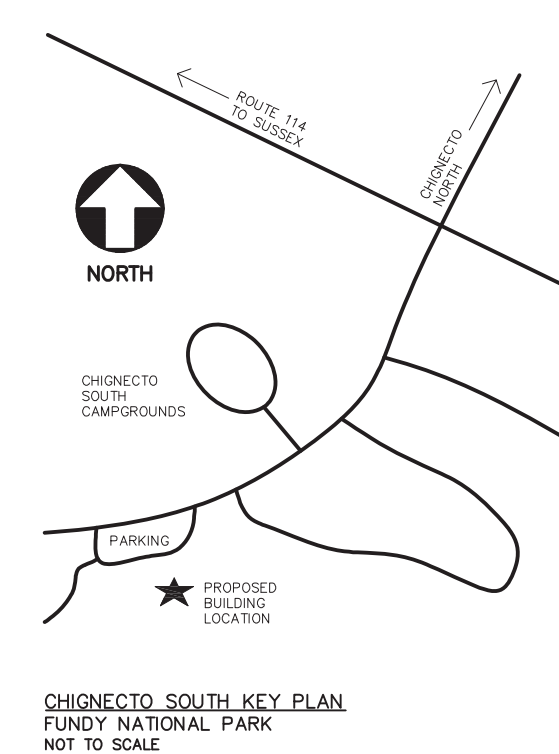 ROUTE 114
TO SUSSEX
CHIGNECTO
NORTH
NORTH
CHIGNECTO
SOUTH
CAMPGROUNDS
PARKING
PROPOSED
BUILDING
LOCATION
CHIGNECTO SOUTH KEY PLAN
FUNDY NATIONAL PARK
NOT TO SCALE